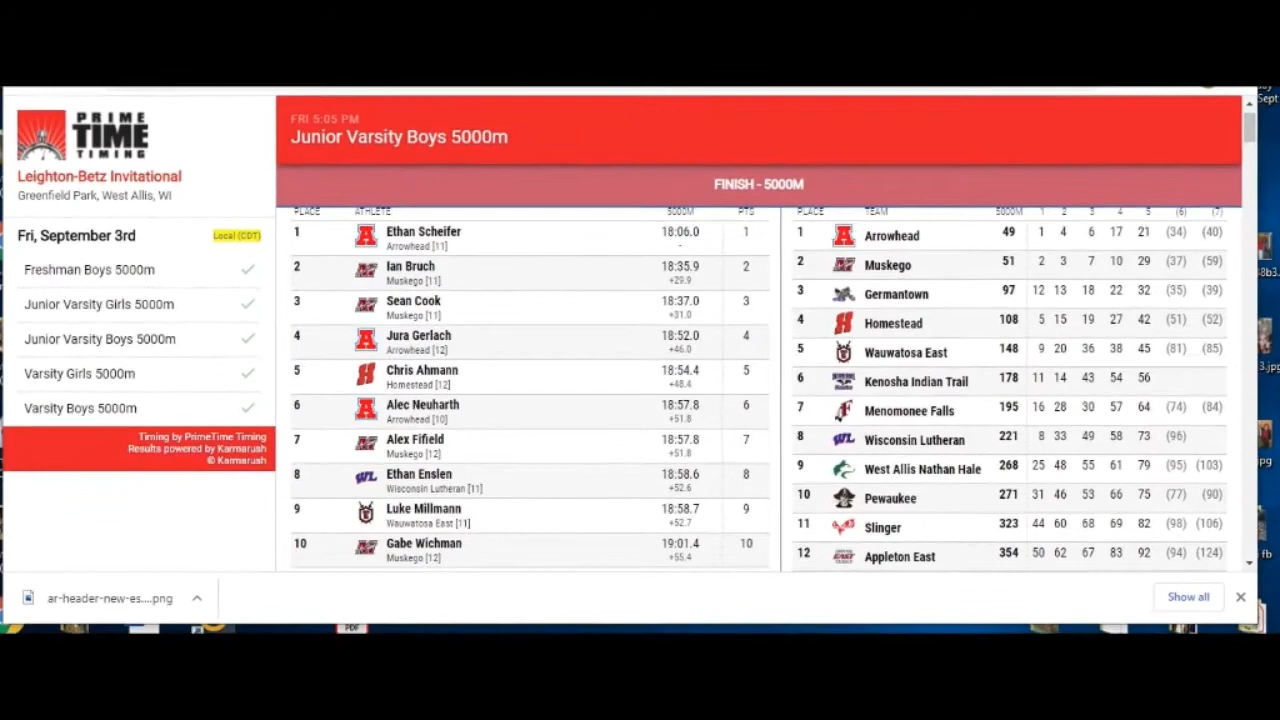 PRIME
TIME
TIMING
Leighton-Betz Invitational
Greenfield Park, West Allis, WI
Fri, September 3rd Local (CDT)
Freshman Boys 5000m
Junior Varsity Girls 5000m
Junior Varsity Boys 5000m
Varsity Girls 5000m
Varsity Boys 5000m
Timing by PrimeTime Timing
Results powered by Karmarush
© Karmarush
FRI 5:05 PM
Junior Varsity Boys 5000m
FINISH - 5000M
PLACE ATHLETE 5000M PTS
1 Ethan Scheifer 18:06.0 1
Arrowhead [11] -
2 Ian Bruch 18:35.9 2
Muskego [11] +29.9
3 Sean Cook 18:37.0 3
Muskego [11] +31.0
4 Jura Gerlach 18:52.0 4
Arrowhead [12] +46.0
5 Chris Ahmann 18:54.4 5
Homestead [12] +48.4
6 Alec Neuharth 18:57.8 6
Arrowhead [10] +51.8
7 Alex Fifield 18:57.8 7
Muskego [12] +51.8
8 Ethan Enslen 18:58.6 8
Wisconsin Lutheran [11] +52.6
9 Luke Millmann 18:58.7 9
Wauwatosa East [11] +52.7
10 Gabe Wichman 19:01.4 10
Muskego [12] +55.4
PLACE TEAM 5000M 1 2 3 4 5 (6) (7)
1 Arrowhead 49 1 4 6 17 21 (34) (40)
2 Muskego 51 2 3 7 10 29 (37) (59)
3 Germantown 97 12 13 18 22 32 (35) (39)
4 Homestead 108 5 15 19 27 42 (51) (52)
5 Wauwatosa East 148 9 20 36 38 45 (81) (85)
6 Kenosha Indian Trail 178 11 14 43 54 56
7 Menomonee Falls 195 16 28 30 57 64 (74) (84)
8 Wisconsin Lutheran 221 8 33 49 58 73 (96)
9 West Allis Nathan Hale 268 25 48 55 61 79 (95) (103)
10 Pewaukee 271 31 46 53 66 75 (77) (90)
11 Slinger 323 44 60 68 69 82 (98) (106)
12 Appleton East 354 50 62 67 83 92 (94) (124)
ar-header-new-es....png
Show all
Sept
48b3.
3.jpg
pg
fb
PDF